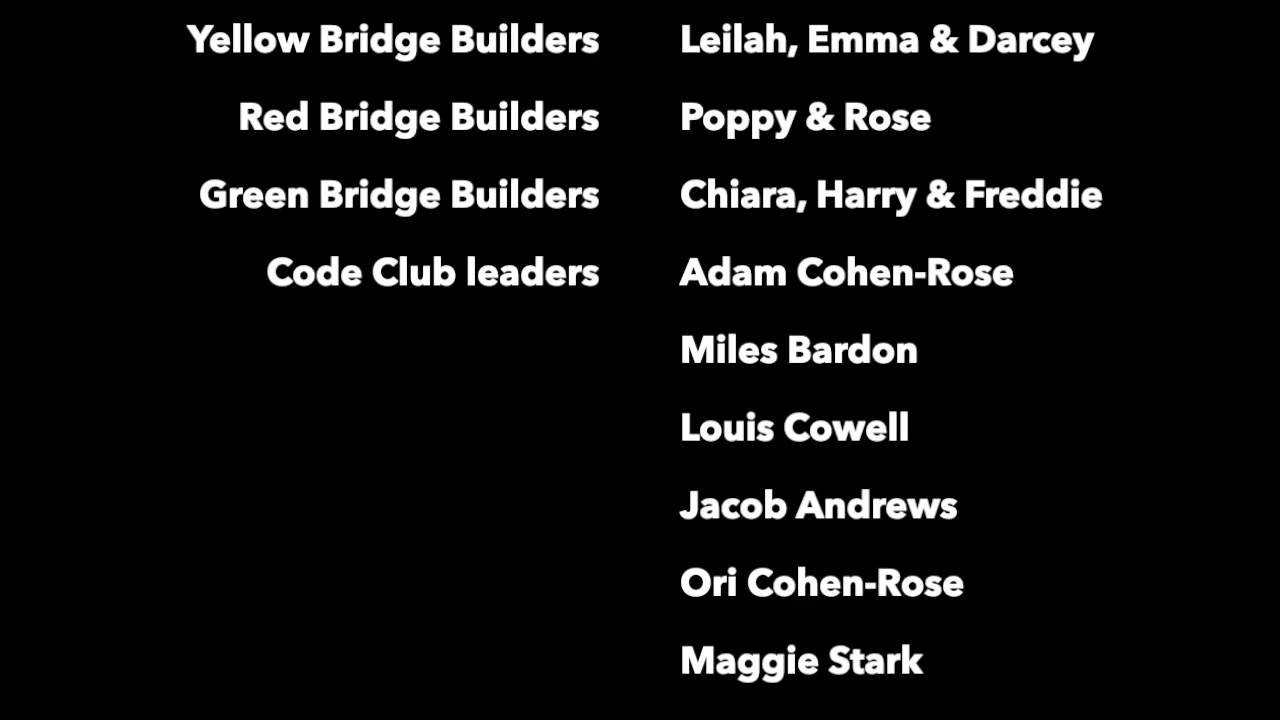 Yellow Bridge Builders Leilah, Emma & Darcey
Red Bridge Builders Poppy & Rose
Green Bridge Builders Chiara, Harry & Freddie
Code Club leaders Adam Cohen-Rose
Miles Bardon
Louis Cowell
Jacob Andrews
Ori Cohen-Rose
Maggie Stark